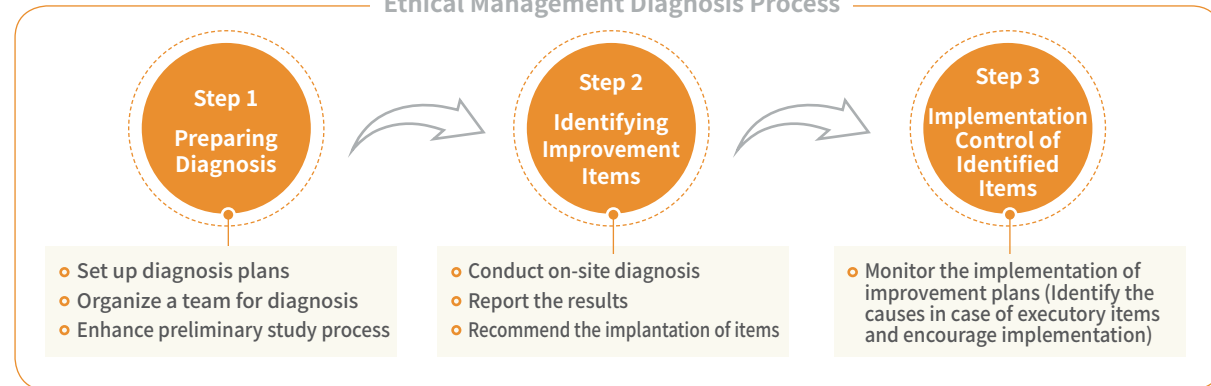 Ethical Management Diagnosis Process
Step 1
Preparing
Diagnosis
Step 2
Identifying
Improvement
Items
Step 3
Implementation
Control of
Identified
Items
Set up diagnosis plans
Organize a team for diagnosis
Enhance preliminary study process
Conduct on-site diagnosis
Report the results
Recommend the implantation of items
Monitor the implementation of
improvement plans (Identify the
causes in case of executory items
and encourage implementation)